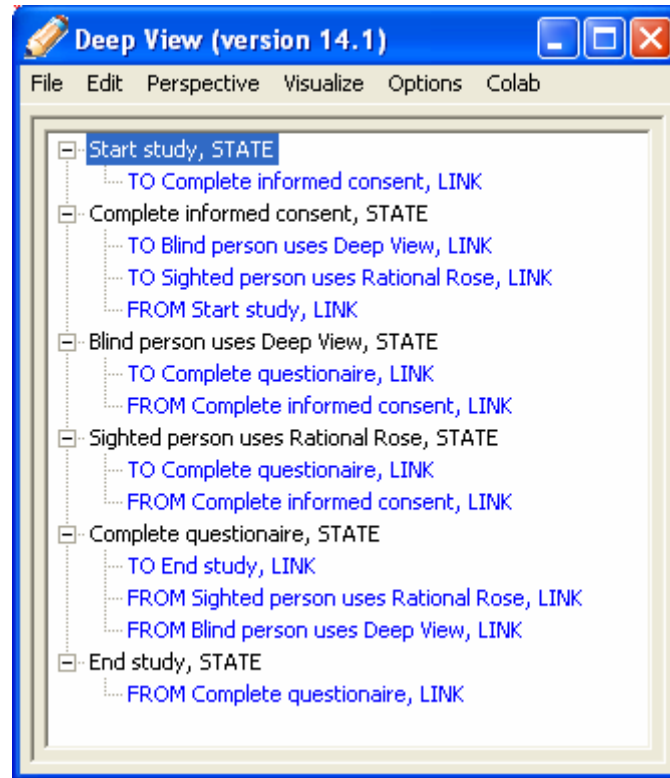 Deep View (version 14.1)
File Edit Perspective Visualize Options Colab
Start study, STATE
TO Complete informed consent, LINK
Complete informed consent, STATE
TO Blind person uses Deep View, LINK
TO Sighted person uses Rational Rose, LINK
FROM Start study, LINK
Blind person uses Deep View, STATE
TO Complete questionaire, LINK
FROM Complete informed consent, LINK
Sighted person uses Rational Rose, STATE
TO Complete questionaire, LINK
FROM Complete informed consent, LINK
Complete questionaire, STATE
TO End study, LINK
FROM Sighted person uses Rational Rose, LINK
FROM Blind person uses Deep View, LINK
End study, STATE
FROM Complete questionaire, LINK